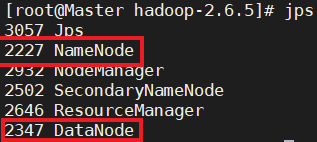 [root@Master hadoop-2.6.5]# jps
3057 Jps
2227 NameNode
2932 NodeManager
2502 SecondaryNameNode
2646 ResourceManager
2347 DataNode